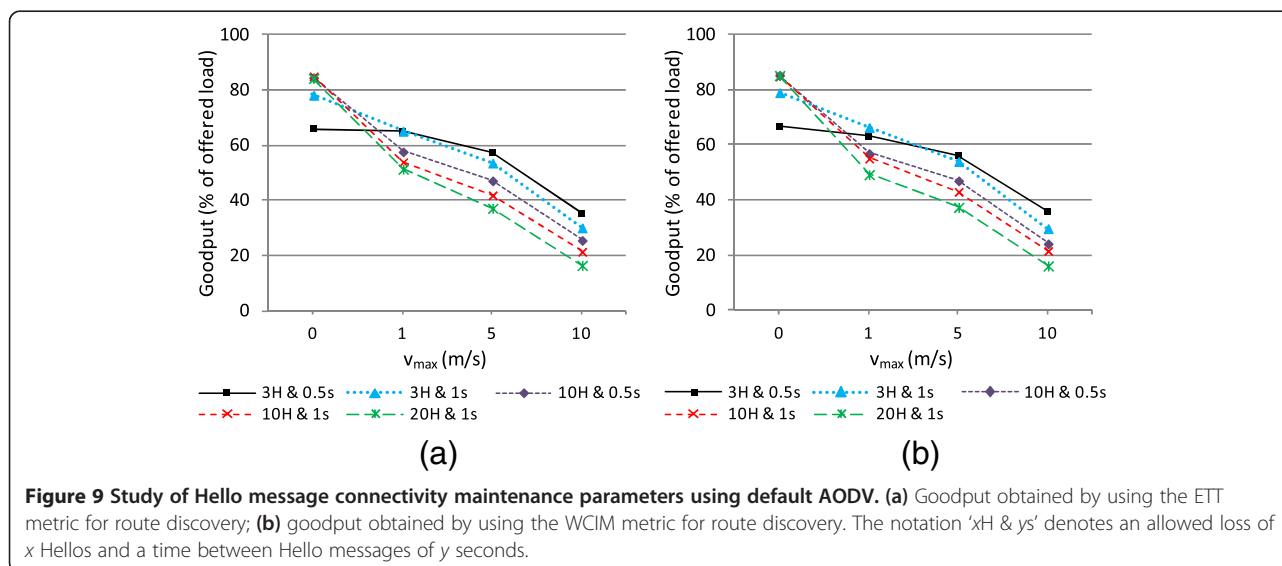 100
80
60
40
20
0
Goodput (% of offered load)
0 1 5 10
vmax (m/s)
3H & 0.5s 3H & 1s 10H & 0.5s
10H & 1s 20H & 1s
(a)
100
80
60
40
20
0
Goodput (% of offered load)
0 1 5 10
vmax (m/s)
3H & 0.5s 3H & 1s 10H & 0.5s
10H & 1s 20H & 1s
(b)
Figure 9 Study of Hello message connectivity maintenance parameters using default AODV. (a) Goodput obtained by using the ETT
metric for route discovery; (b) goodput obtained by using the WCIM metric for route discovery. The notation ‘xH & ys’ denotes an allowed loss of
x Hellos and a time between Hello messages of y seconds.